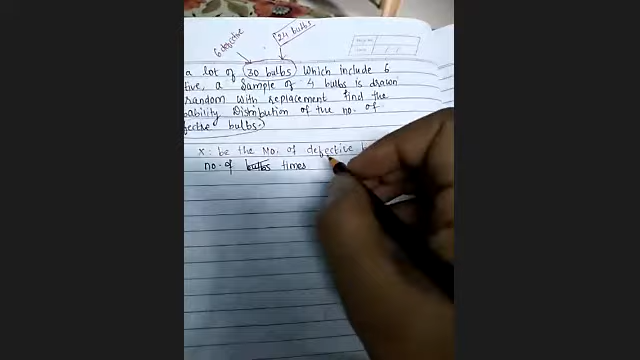 6 defective
24 bulbs
a lot of 30 bulbs which include 6
tive, a sample of 4 bulbs is drawn
random with replacement find the
bability Distribution of the no. of
fectre bulbs.
x : be the No. of defective
no. of bulbs times